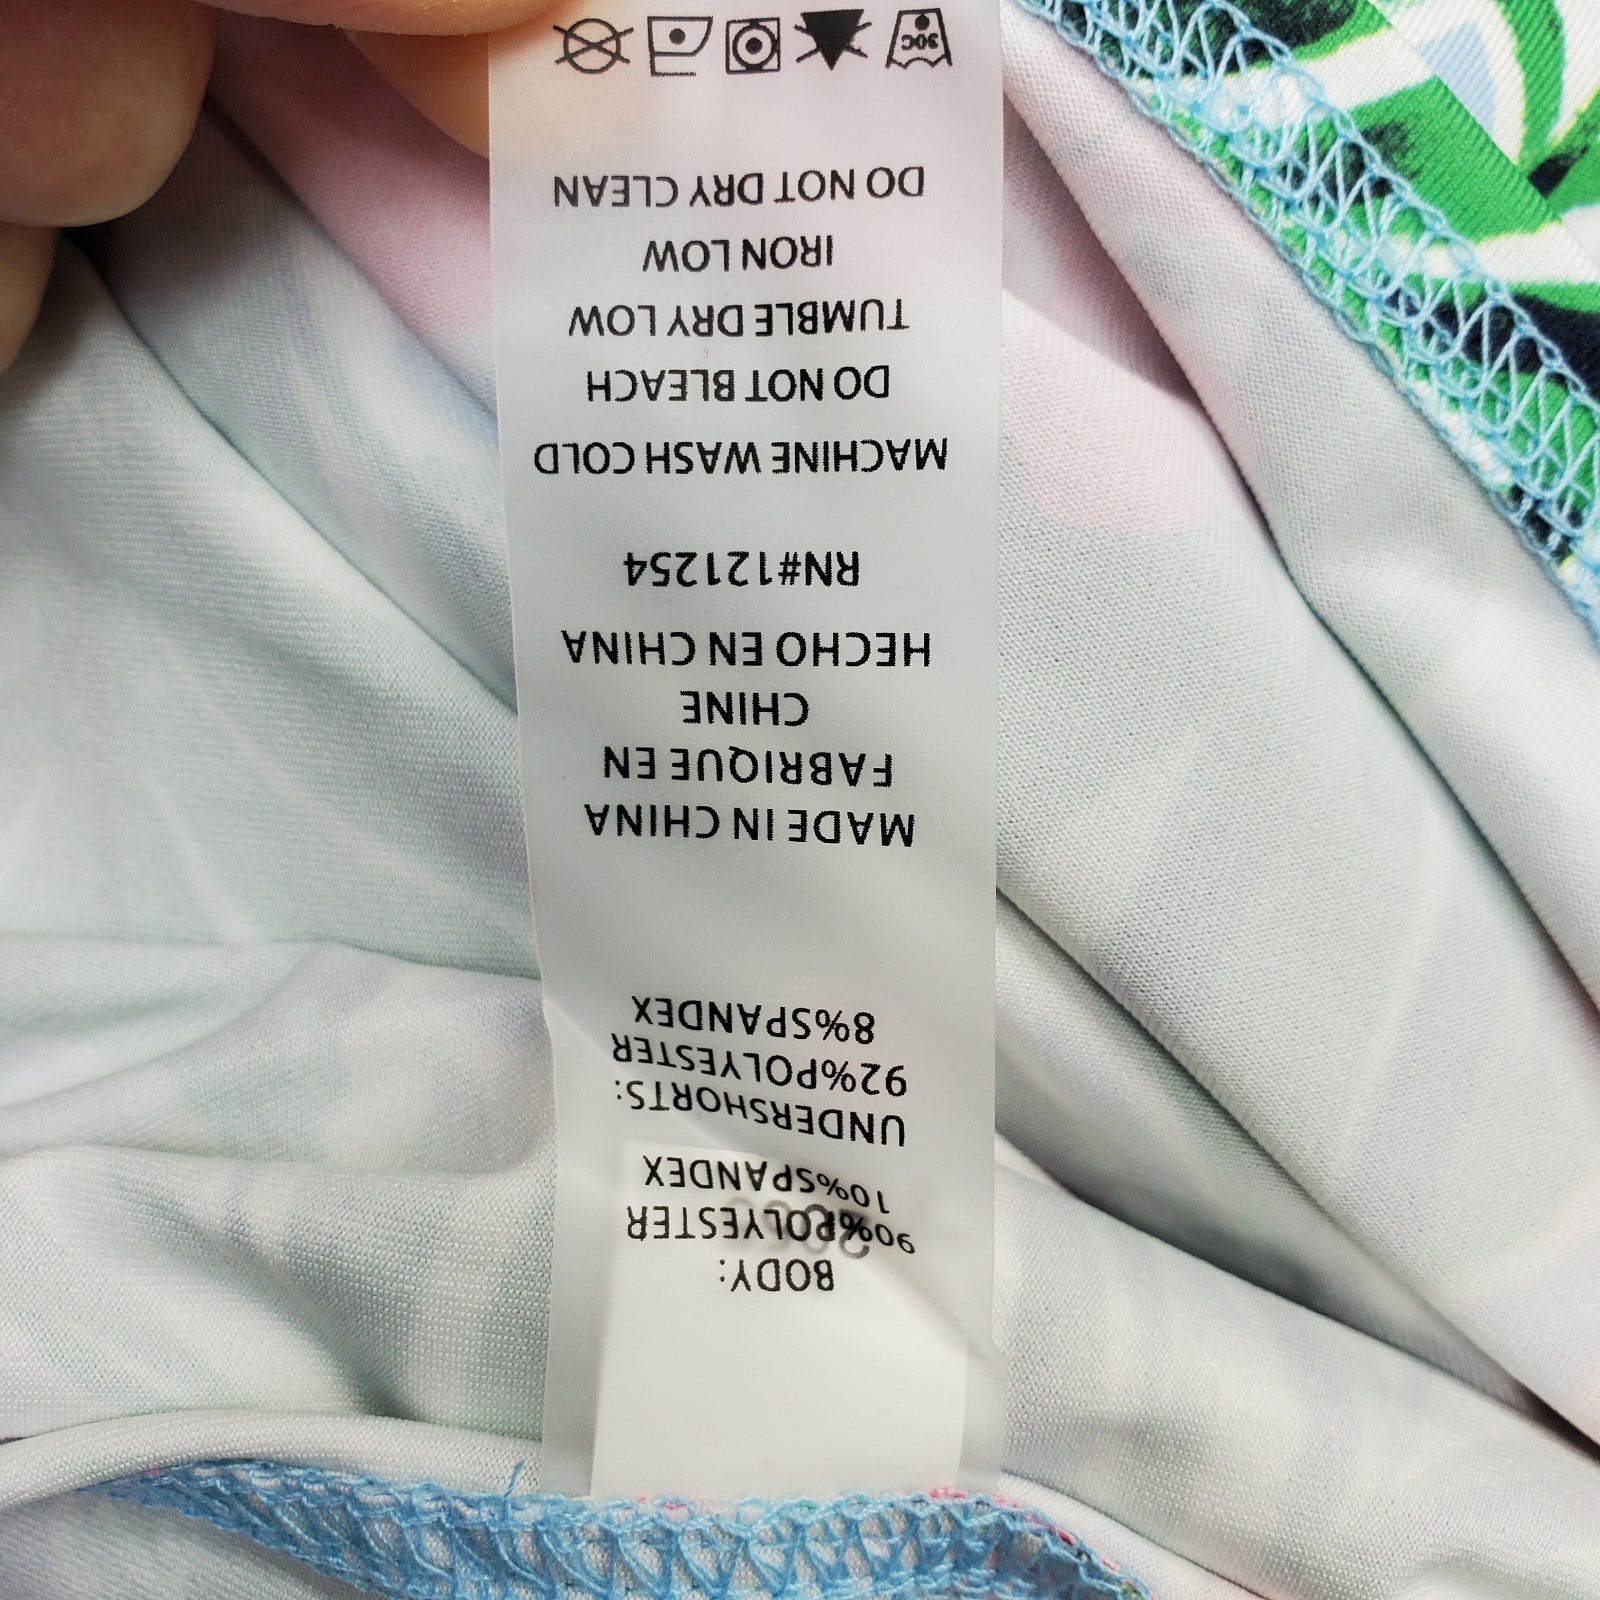 BODY:
90%POLYESTER
10%SPANDEX
UNDERSHORTS:
92%POLYESTER
8%SPANDEX
MADE IN CHINA
FABRIQUE EN
CHINE
HECHO EN CHINA
RN#121254
MACHINE WASH COLD
DO NOT BLEACH
TUMBLE DRY LOW
IRON LOW
DO NOT DRY CLEAN
30C